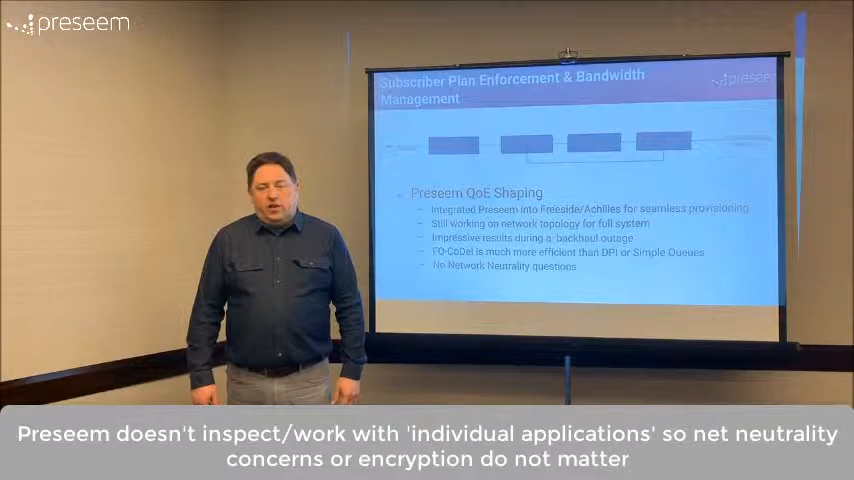 preseem
Subscriber Plan Enforcement & Bandwidth
Management
preseem
Preseem QoE Shaping
– Integrated Preseem into Freeside/Achilles for seamless provisioning
– Still working on network topology for full system
– Impressive results during a backhaul outage
– FQ-CoDel is much more efficient than DPI or Simple Queues
– No Network Neutrality questions
Preseem doesn't inspect/work with 'individual applications' so net neutrality
concerns or encryption do not matter